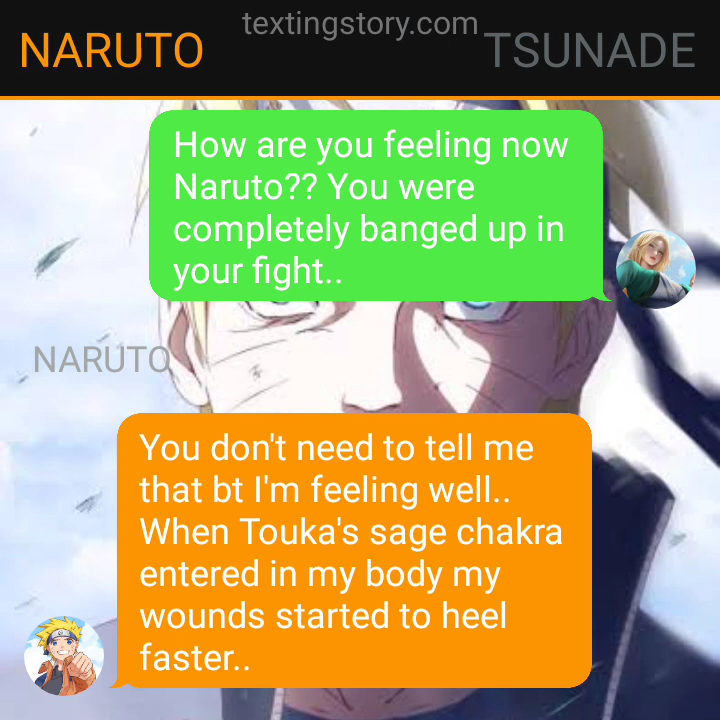 textingstory.com
NARUTO
TSUNADE
How are you feeling now
Naruto?? You were
completely banged up in
your fight..
NARUTO
You don't need to tell me
that bt I'm feeling well..
When Touka's sage chakra
entered in my body my
wounds started to heel
faster..